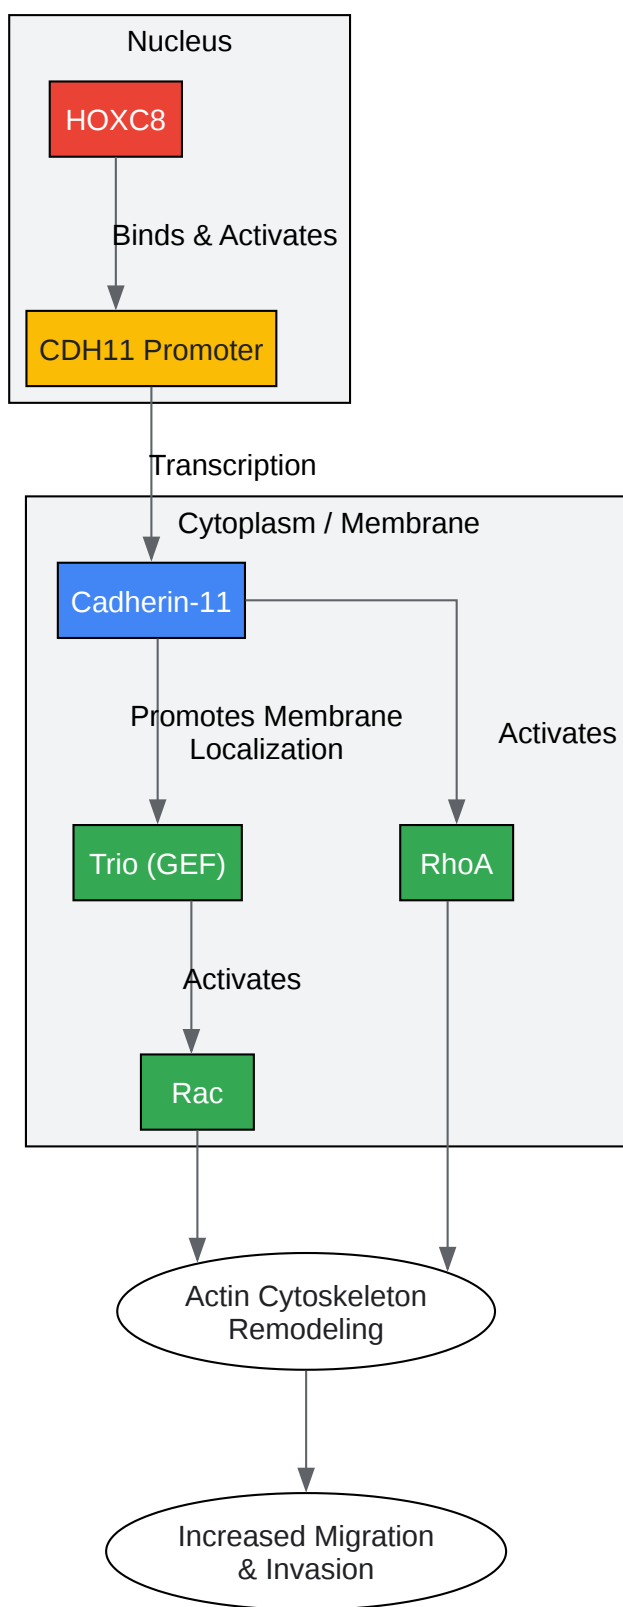 Nucleus
HOXC8
Binds & Activates
CDH11 Promoter
Transcription
Cytoplasm / Membrane
Cadherin-11
Promotes Membrane
Localization
Activates
Trio (GEF)
RhoA
Activates
Rac
Actin Cytoskeleton
Remodeling
Increased Migration
& Invasion